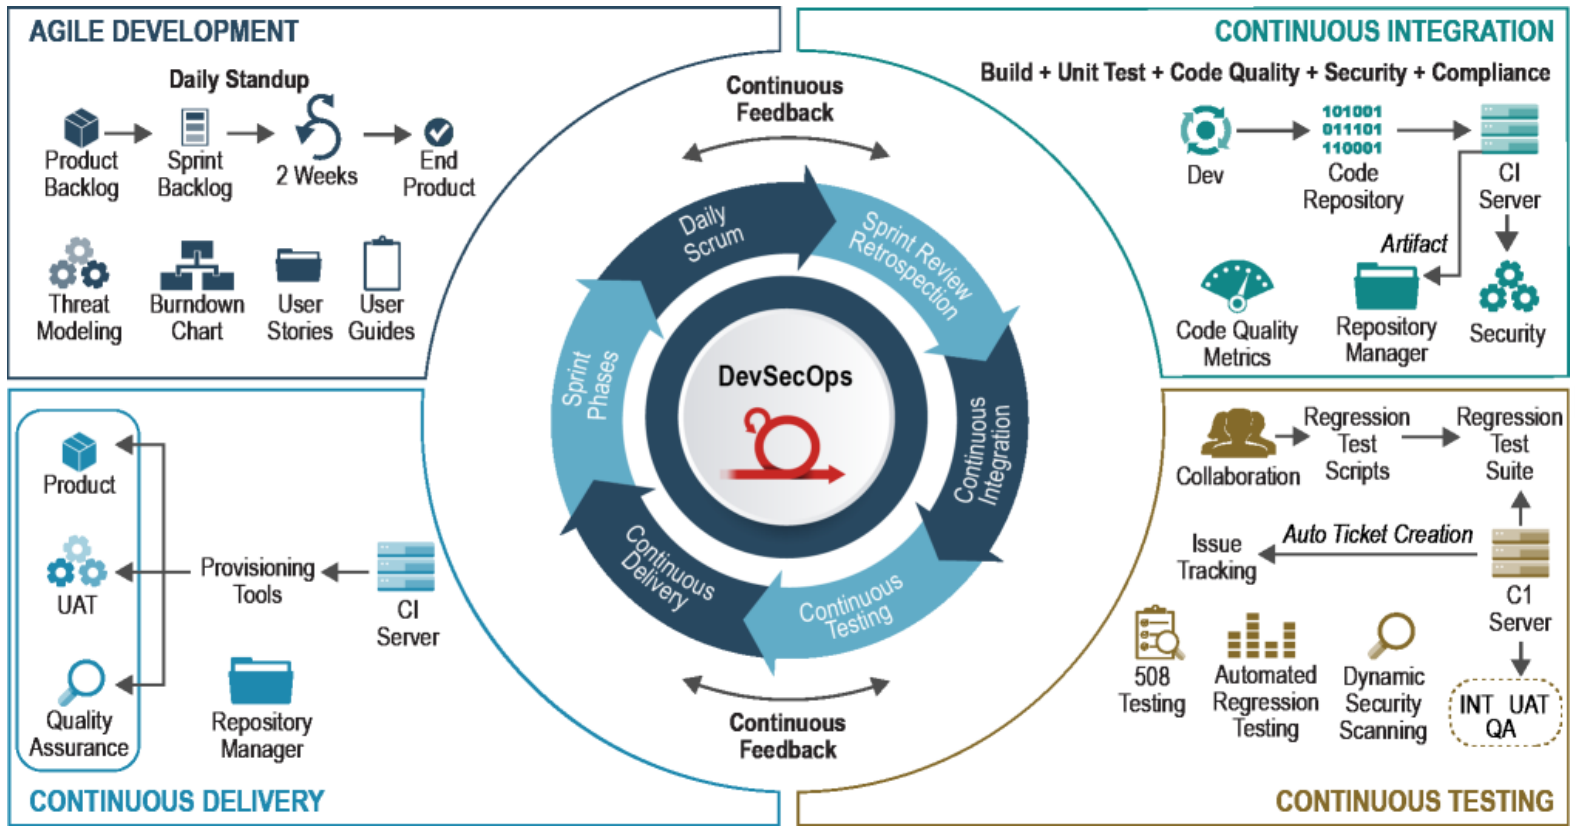 AGILE DEVELOPMENT
Daily Standup
Product
Backlog
Sprint
Backlog
2 Weeks
End
Product
Threat
Modeling
Burndown
Chart
User
Stories
User
Guides
CONTINUOUS INTEGRATION
Build + Unit Test + Code Quality + Security + Compliance
101001
011101
110001
Dev
Code
Repository
CI
Server
Artifact
Code Quality
Metrics
Repository
Manager
Security
Continuous
Feedback
Daily
Scrum
Sprint Review
Retrospection
Continuous
Integration
Continuous
Testing
Continuous
Delivery
Sprint
Phases
DevSecOps
Continuous
Feedback
Product
UAT
Quality
Assurance
Provisioning
Tools
CI
Server
Repository
Manager
CONTINUOUS DELIVERY
Collaboration
Regression
Test
Scripts
Regression
Test
Suite
Issue
Tracking
Auto Ticket Creation
C1
Server
508
Testing
Automated
Regression
Testing
Dynamic
Security
Scanning
INT UAT
QA
CONTINUOUS TESTING